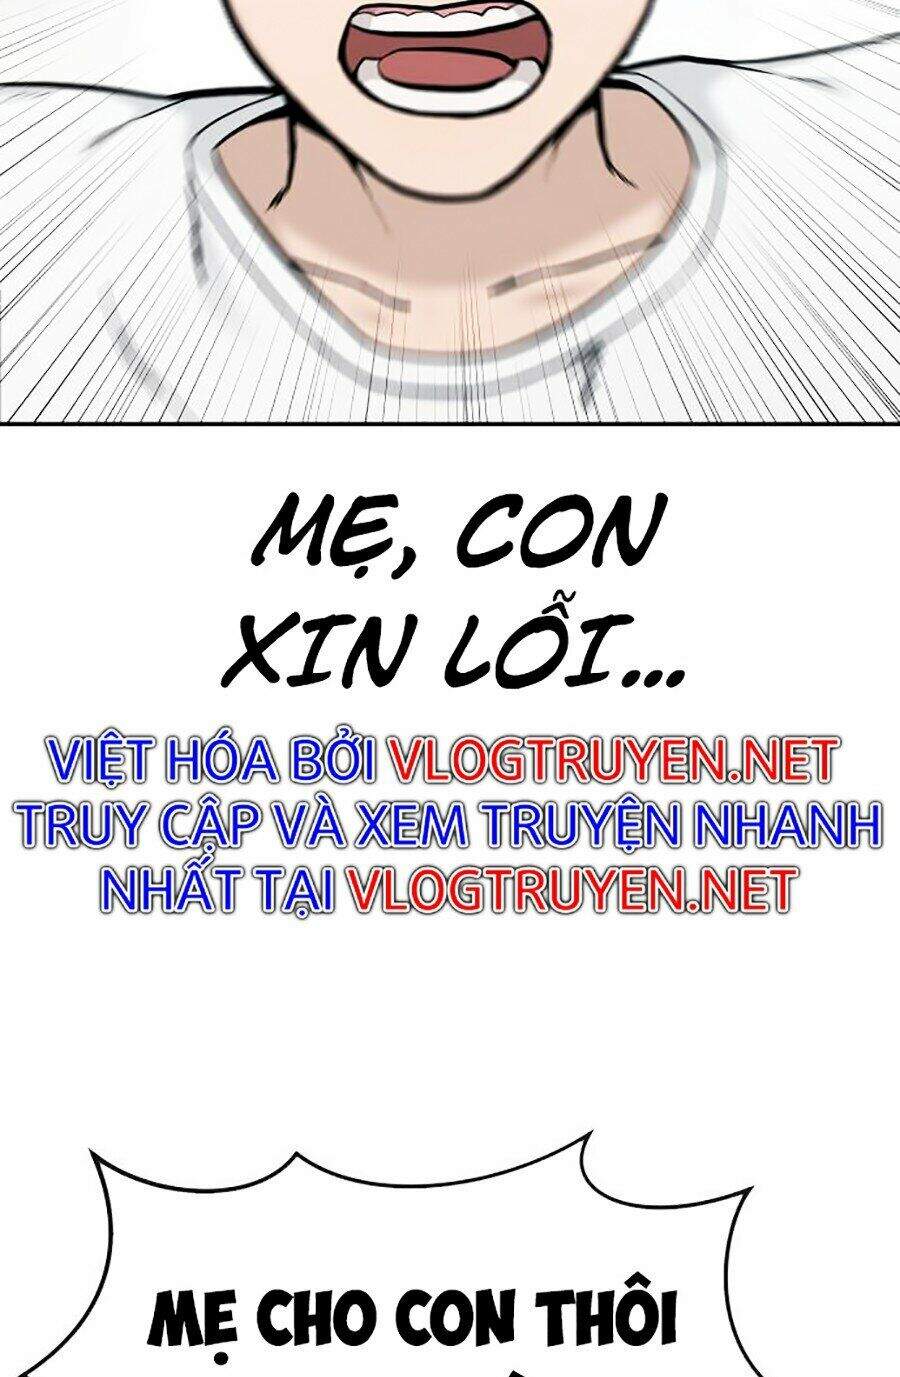 MẸ, CON
XIN LỖI...
VIỆT HÓA BỞI VLOGTRUYEN.NET
TRUY CẬP VÀ XEM TRUYỆN NHANH
NHẤT TẠI VLOGTRUYEN.NET
MẸ CHO CON THÔI